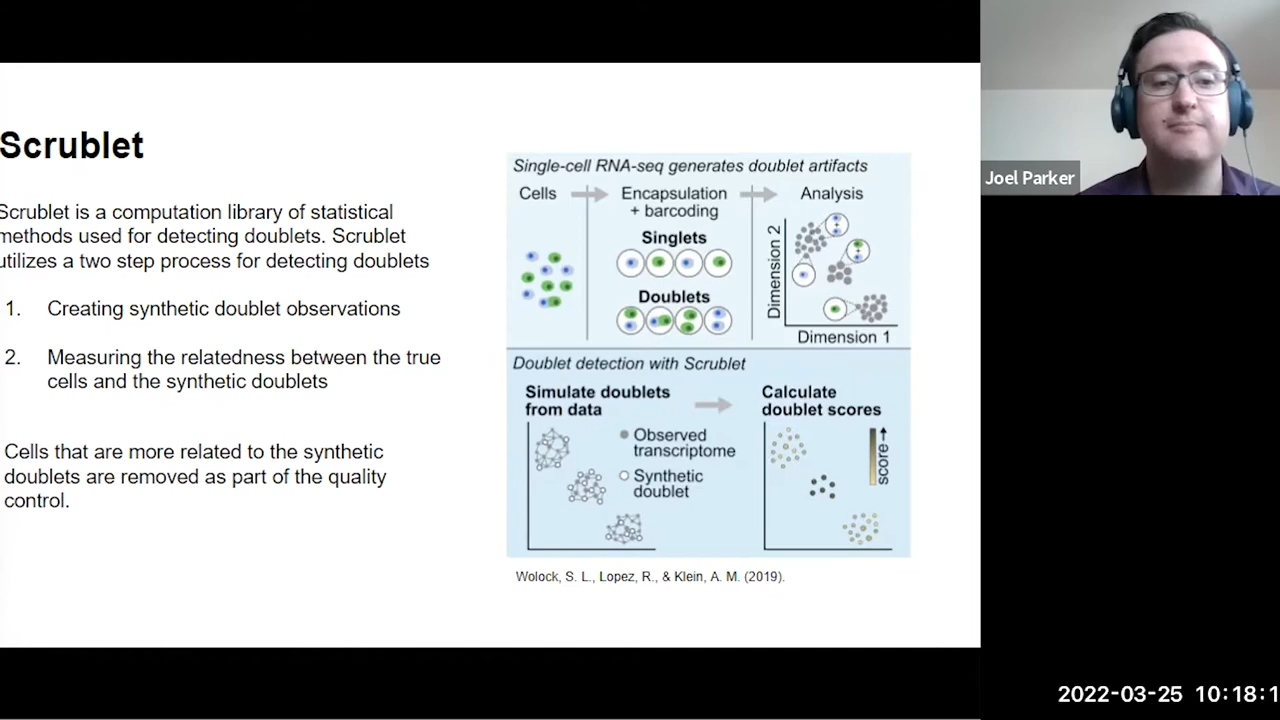 Scrublet
Scrublet is a computation library of statistical
methods used for detecting doublets. Scrublet
utilizes a two step process for detecting doublets
1. Creating synthetic doublet observations
2. Measuring the relatedness between the true
cells and the synthetic doublets
Cells that are more related to the synthetic
doublets are removed as part of the quality
control.
Single-cell RNA-seq generates doublet artifacts
Cells
Encapsulation
+ barcoding
Analysis
Singlets
Doublets
Dimension 2
Dimension 1
Doublet detection with Scrublet
Simulate doublets
from data
Observed
transcriptome
Synthetic
doublet
Calculate
doublet scores
score
Wolock, S. L., Lopez, R., & Klein, A. M. (2019).
Joel Parker
2022-03-25 10:18:1